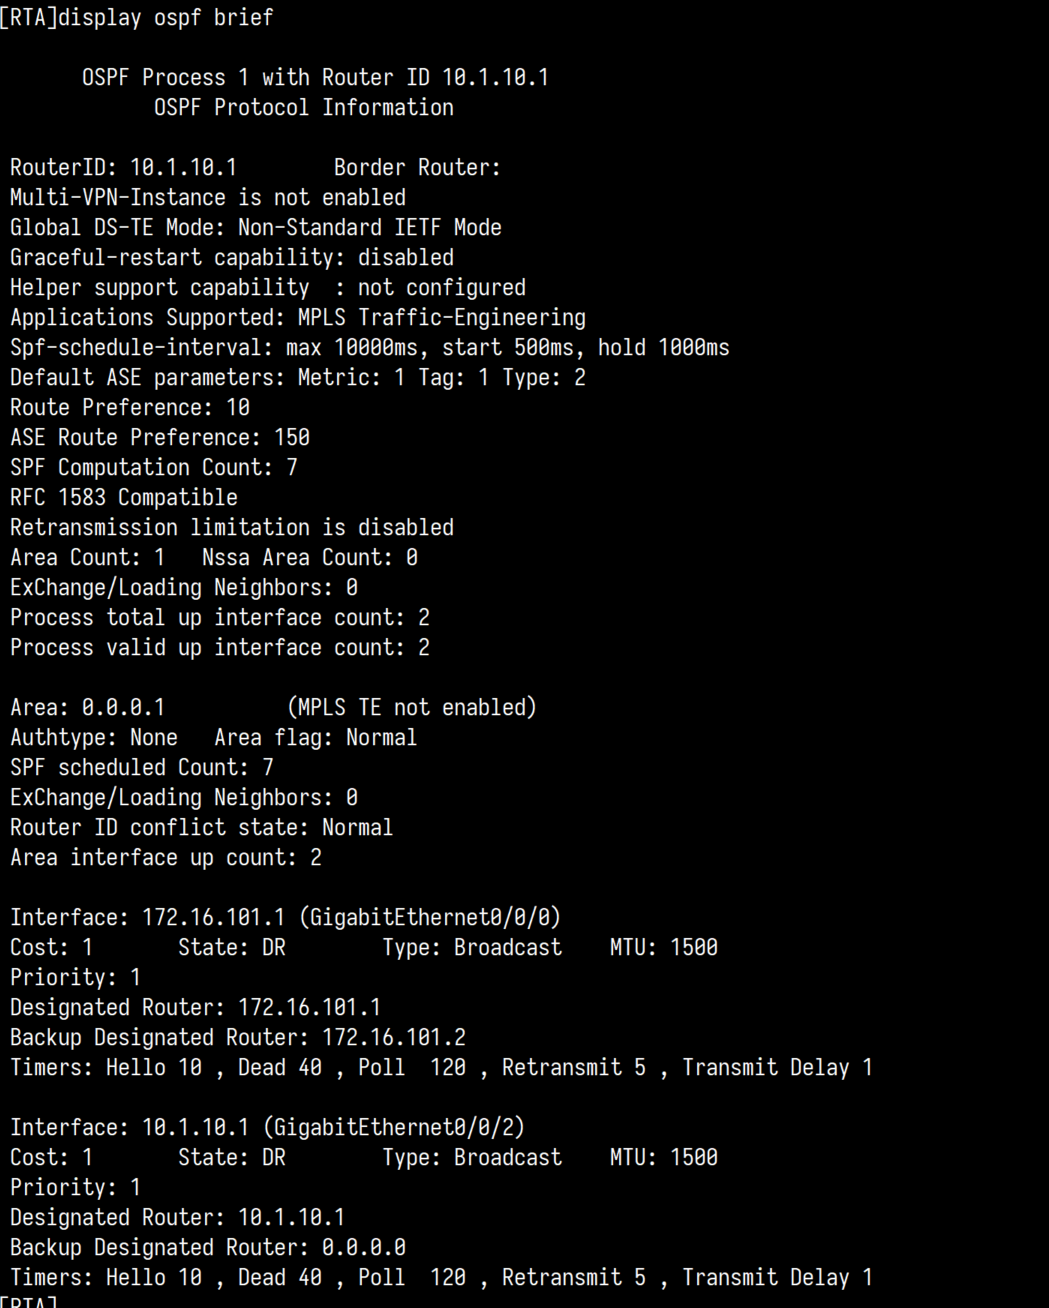 [RTA]display ospf brief
OSPF Process 1 with Router ID 10.1.10.1
OSPF Protocol Information
RouterID: 10.1.10.1        Border Router:
Multi-VPN-Instance is not enabled
Global DS-TE Mode: Non-Standard IETF Mode
Graceful-restart capability: disabled
Helper support capability  : not configured
Applications Supported: MPLS Traffic-Engineering
Spf-schedule-interval: max 10000ms, start 500ms, hold 1000ms
Default ASE parameters: Metric: 1 Tag: 1 Type: 2
Route Preference: 10
ASE Route Preference: 150
SPF Computation Count: 7
RFC 1583 Compatible
Retransmission limitation is disabled
Area Count: 1   Nssa Area Count: 0
ExChange/Loading Neighbors: 0
Process total up interface count: 2
Process valid up interface count: 2
Area: 0.0.0.1          (MPLS TE not enabled)
Authtype: None   Area flag: Normal
SPF scheduled Count: 7
ExChange/Loading Neighbors: 0
Router ID conflict state: Normal
Area interface up count: 2
Interface: 172.16.101.1 (GigabitEthernet0/0/0)
Cost: 1       State: DR        Type: Broadcast    MTU: 1500
Priority: 1
Designated Router: 172.16.101.1
Backup Designated Router: 172.16.101.2
Timers: Hello 10 , Dead 40 , Poll  120 , Retransmit 5 , Transmit Delay 1
Interface: 10.1.10.1 (GigabitEthernet0/0/2)
Cost: 1       State: DR        Type: Broadcast    MTU: 1500
Priority: 1
Designated Router: 10.1.10.1
Backup Designated Router: 0.0.0.0
Timers: Hello 10 , Dead 40 , Poll  120 , Retransmit 5 , Transmit Delay 1
[RTA]